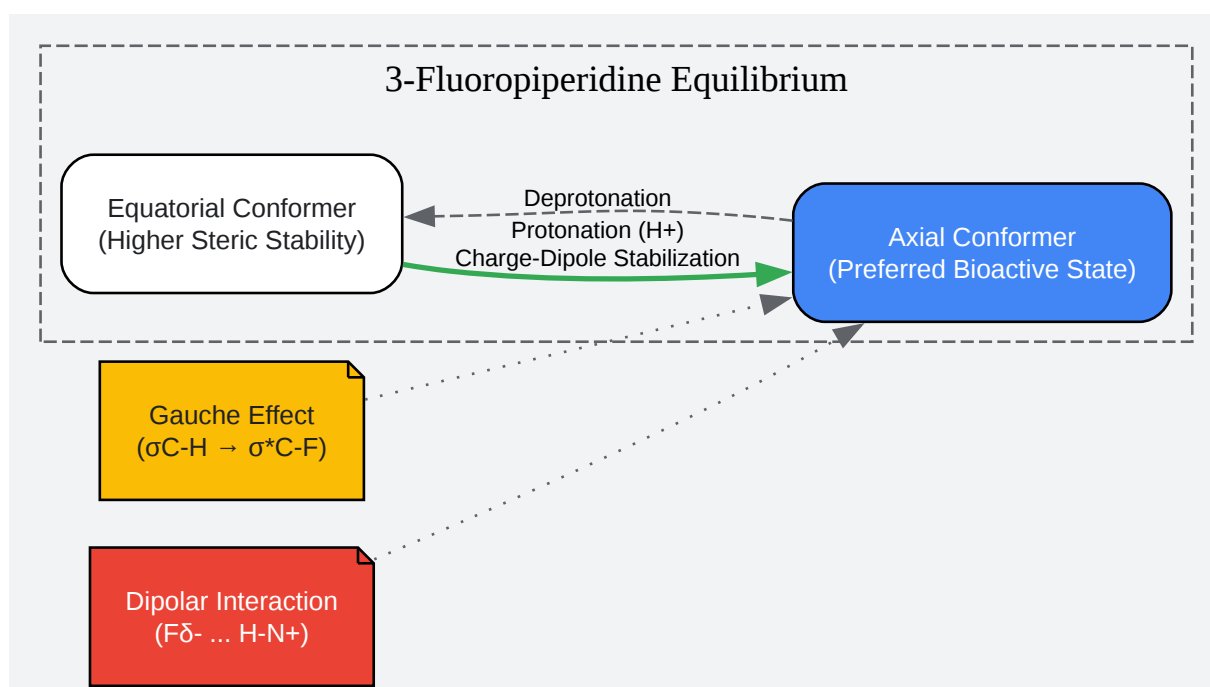 3-Fluoropiperidine Equilibrium
Equatorial Conformer
(Higher Steric Stability)
Deprotonation
Protonation (H+)
Charge-Dipole Stabilization
Axial Conformer
(Preferred Bioactive State)
Gauche Effect
(σC-H → σ*C-F)
Dipolar Interaction
(Fδ- ... H-N+)